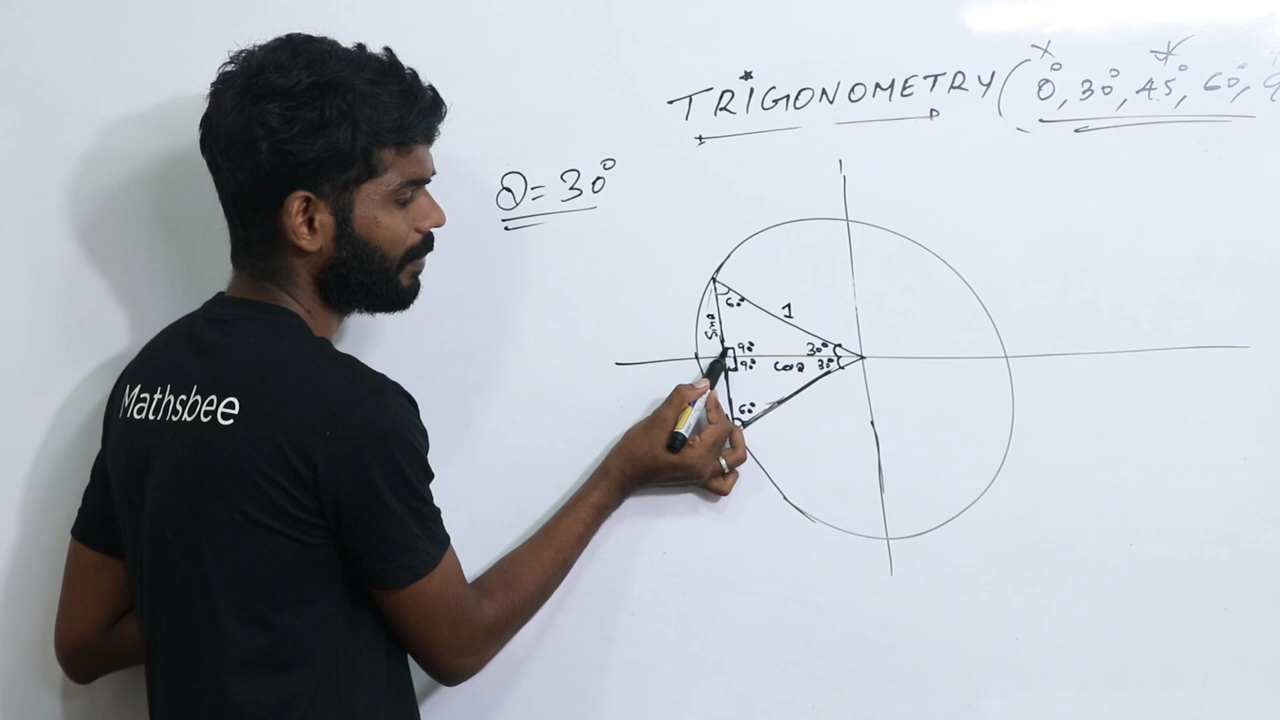 TRIGONOMETRY (0°, 30°, 45°, 60°,
θ = 30°
60°
1
sinθ
90°
30°
90°
cosθ
30°
60°
Mathsbee